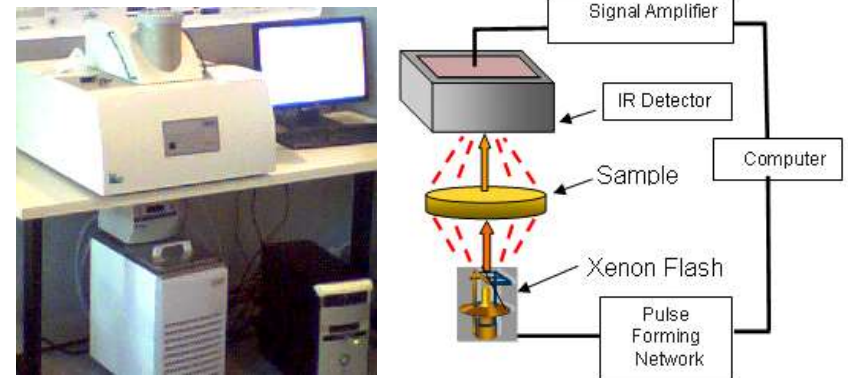 Signal Amplifier
IR Detector
Computer
Sample
Xenon Flash
Pulse
Forming
Network